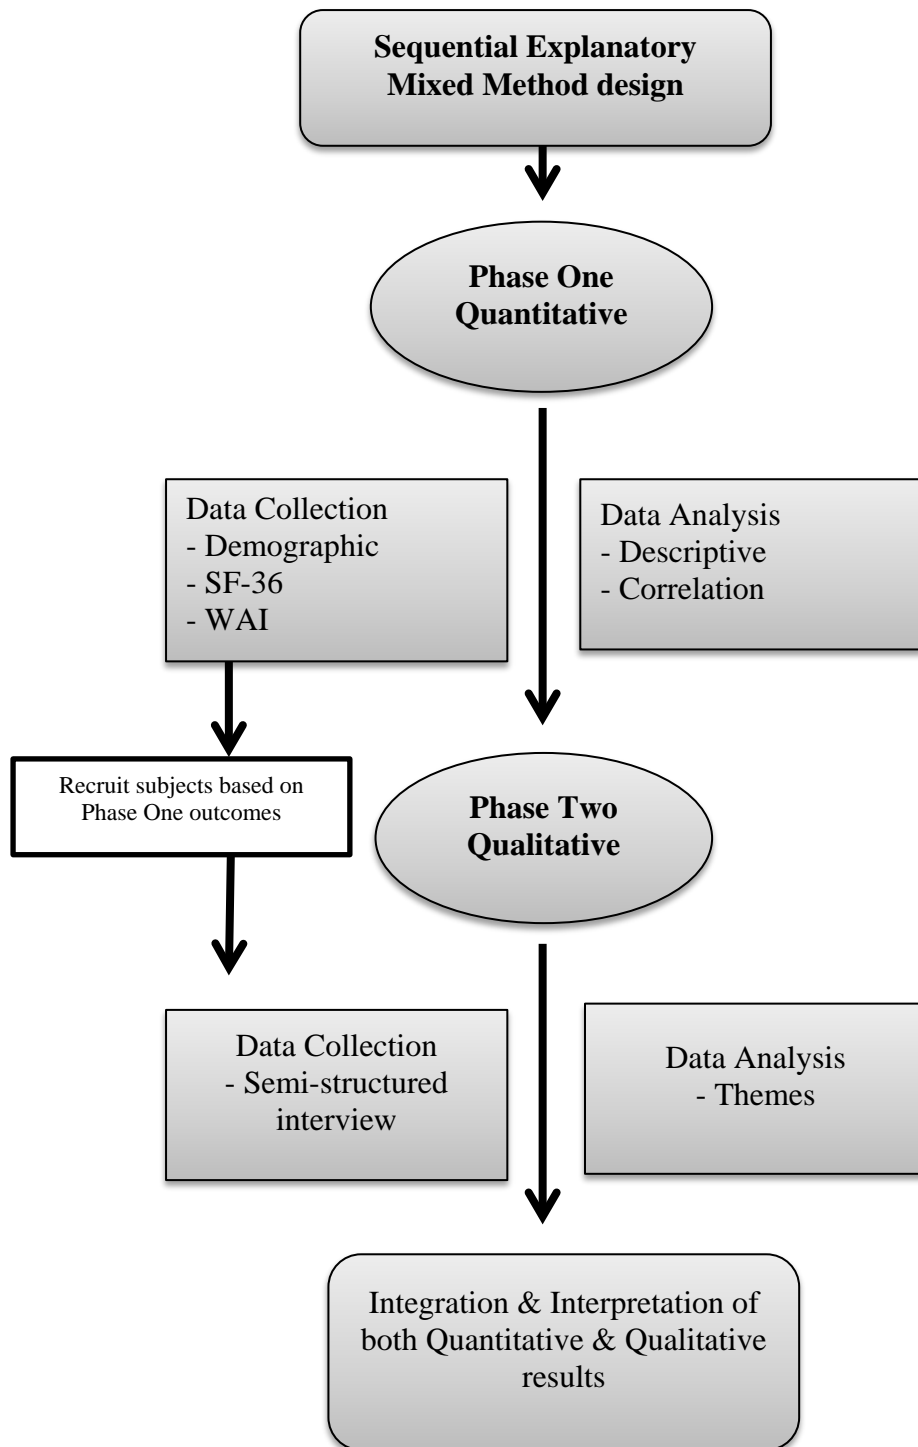 Sequential Explanatory
Mixed Method design
Phase One
Quantitative
Data Collection
- Demographic
- SF-36
- WAI
Data Analysis
- Descriptive
- Correlation
Recruit subjects based on
Phase One outcomes
Phase Two
Qualitative
Data Collection
- Semi-structured
interview
Data Analysis
- Themes
Integration & Interpretation of
both Quantitative & Qualitative
results